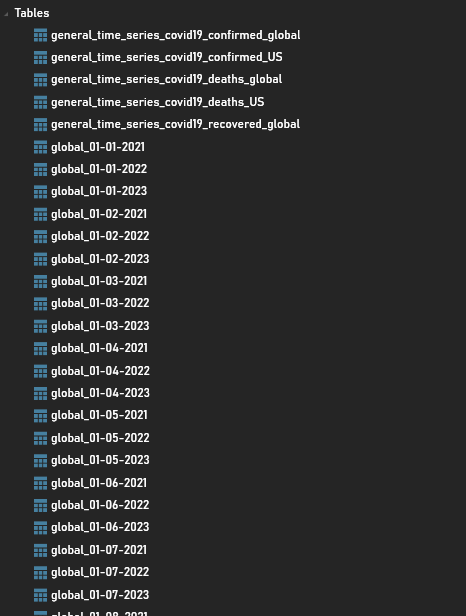 Tables
general_time_series_covid19_confirmed_global
general_time_series_covid19_confirmed_US
general_time_series_covid19_deaths_global
general_time_series_covid19_deaths_US
general_time_series_covid19_recovered_global
global_01-01-2021
global_01-01-2022
global_01-01-2023
global_01-02-2021
global_01-02-2022
global_01-02-2023
global_01-03-2021
global_01-03-2022
global_01-03-2023
global_01-04-2021
global_01-04-2022
global_01-04-2023
global_01-05-2021
global_01-05-2022
global_01-05-2023
global_01-06-2021
global_01-06-2022
global_01-06-2023
global_01-07-2021
global_01-07-2022
global_01-07-2023
global_01-08-2021